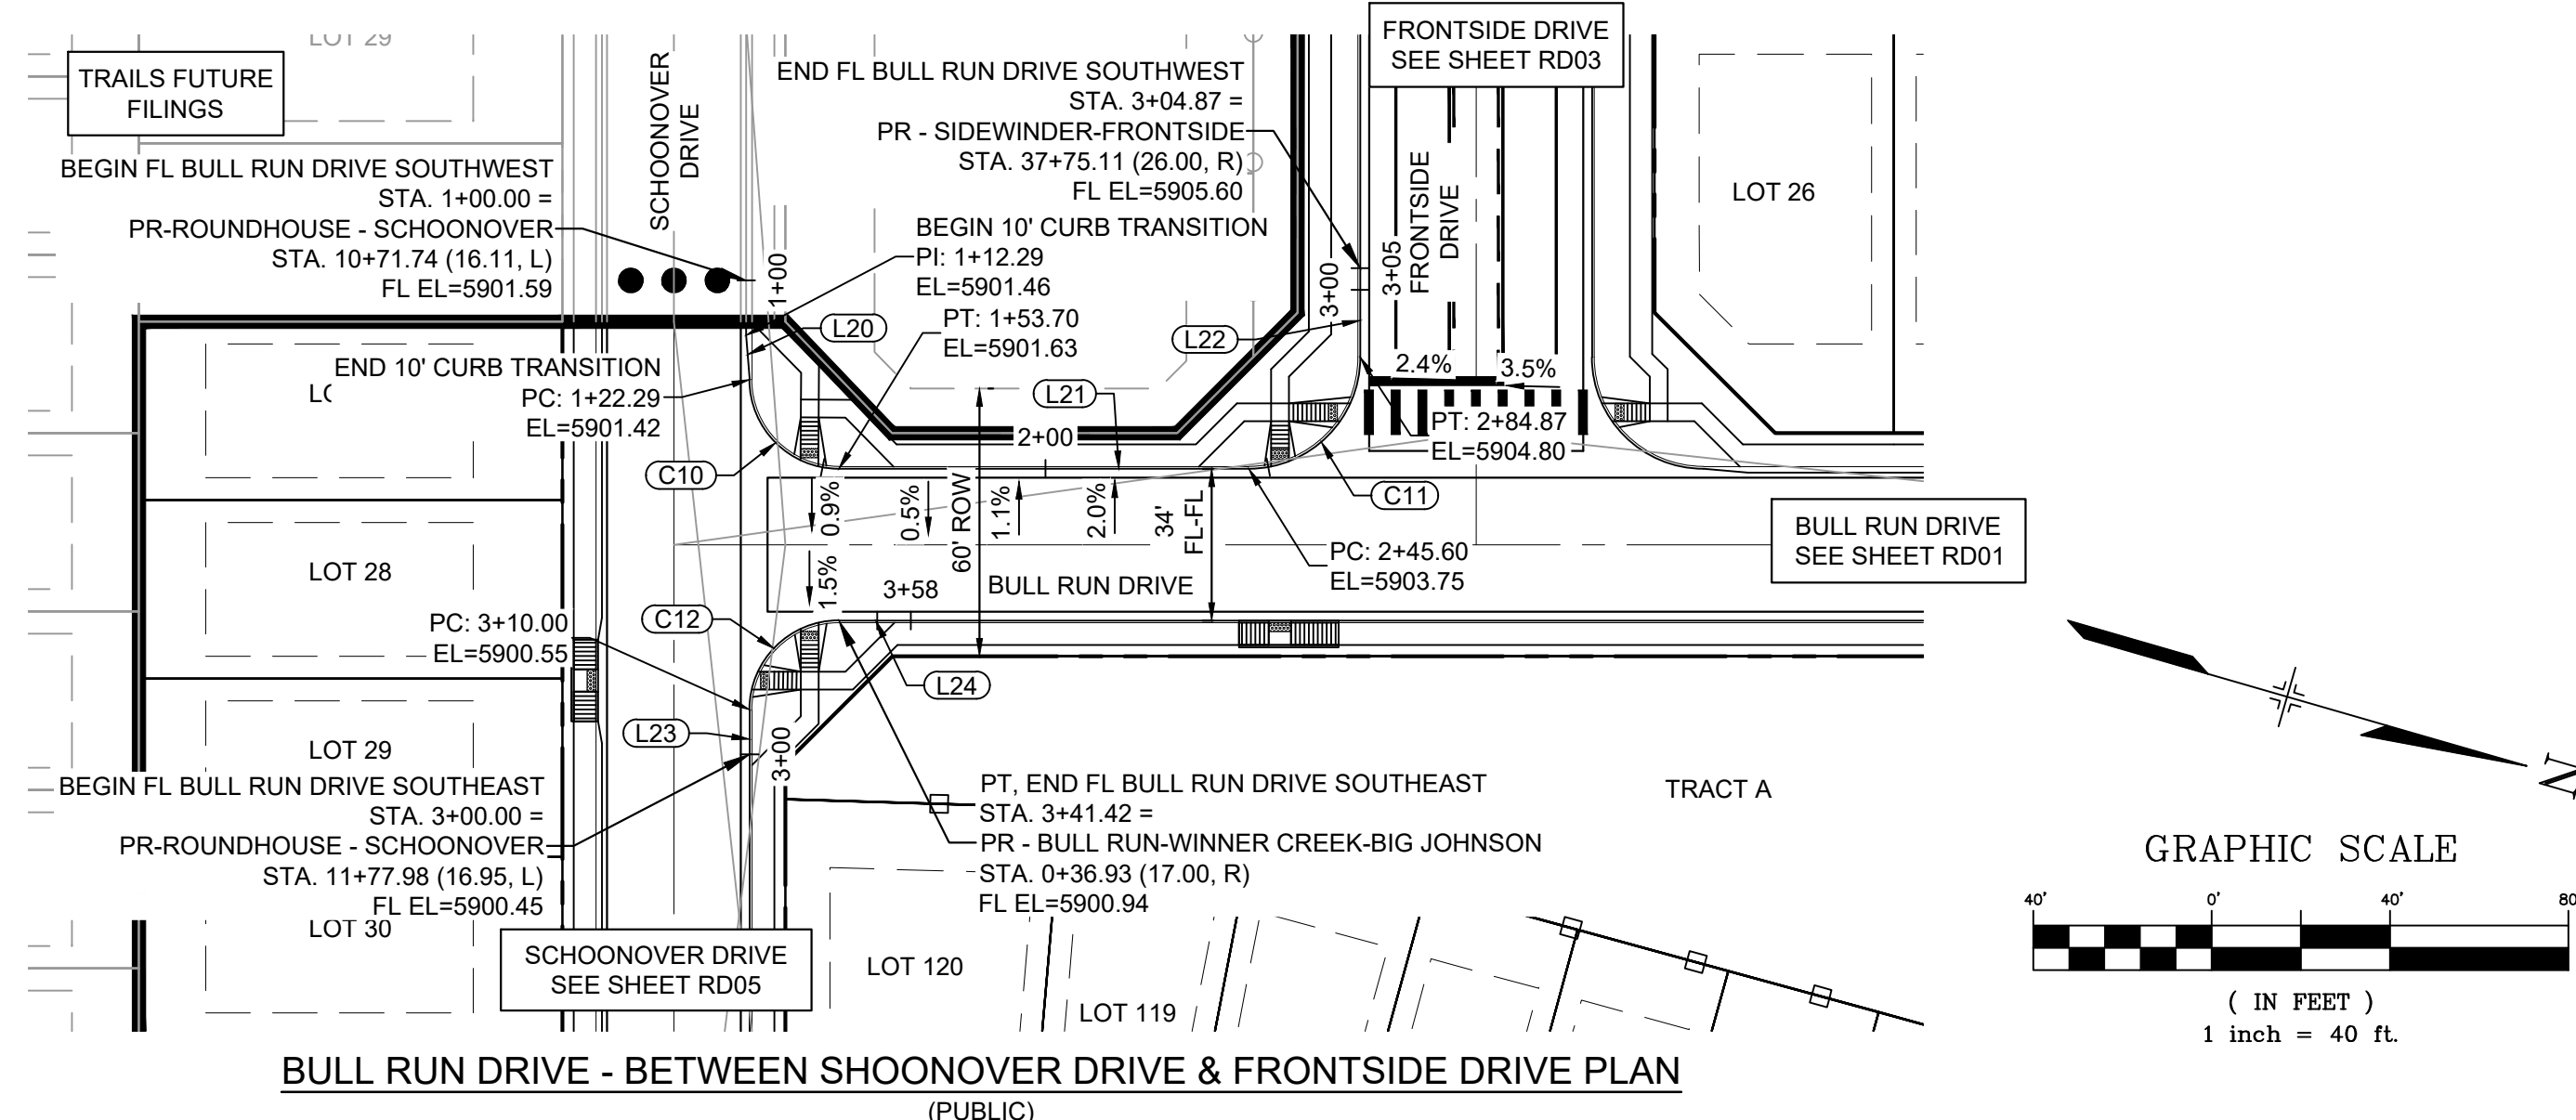 LOT 29
TRAILS FUTURE
FILINGS
BEGIN FL BULL RUN DRIVE SOUTHWEST
STA. 1+00.00 =
PR-ROUNDHOUSE - SCHOONOVER
STA. 10+71.74 (16.11, L)
FL EL=5901.59
SCHOONOVER
DRIVE
END FL BULL RUN DRIVE SOUTHWEST
STA. 3+04.87 =
PR - SIDEWINDER-FRONTSIDE
STA. 37+75.11 (26.00, R)
FL EL=5905.60
BEGIN 10' CURB TRANSITION
PI: 1+12.29
EL=5901.46
PT: 1+53.70
EL=5901.63
1+00
L20
L22
L21
3+00
3+05
FRONTSIDE
DRIVE
FRONTSIDE DRIVE
SEE SHEET RD03
LOT 26
2.4%
3.5%
PT: 2+84.87
EL=5904.80
END 10' CURB TRANSITION
PC: 1+22.29
EL=5901.42
C10
2+00
C11
0.9%
0.5%
1.1%
2.0%
1.5%
60' ROW
34'
FL-FL
PC: 2+45.60
EL=5903.75
BULL RUN DRIVE
SEE SHEET RD01
LOT 28
3+58
BULL RUN DRIVE
C12
PC: 3+10.00
EL=5900.55
L24
L23
3+00
LOT 29
BEGIN FL BULL RUN DRIVE SOUTHEAST
STA. 3+00.00 =
PR-ROUNDHOUSE - SCHOONOVER
STA. 11+77.98 (16.95, L)
FL EL=5900.45
LOT 30
PT, END FL BULL RUN DRIVE SOUTHEAST
STA. 3+41.42 =
PR - BULL RUN-WINNER CREEK-BIG JOHNSON
STA. 0+36.93 (17.00, R)
FL EL=5900.94
TRACT A
SCHOONOVER DRIVE
SEE SHEET RD05
LOT 120
LOT 119
N
GRAPHIC SCALE
40' 0' 40' 80
( IN FEET )
1 inch = 40 ft.
BULL RUN DRIVE - BETWEEN SHOONOVER DRIVE & FRONTSIDE DRIVE PLAN
(PUBLIC)